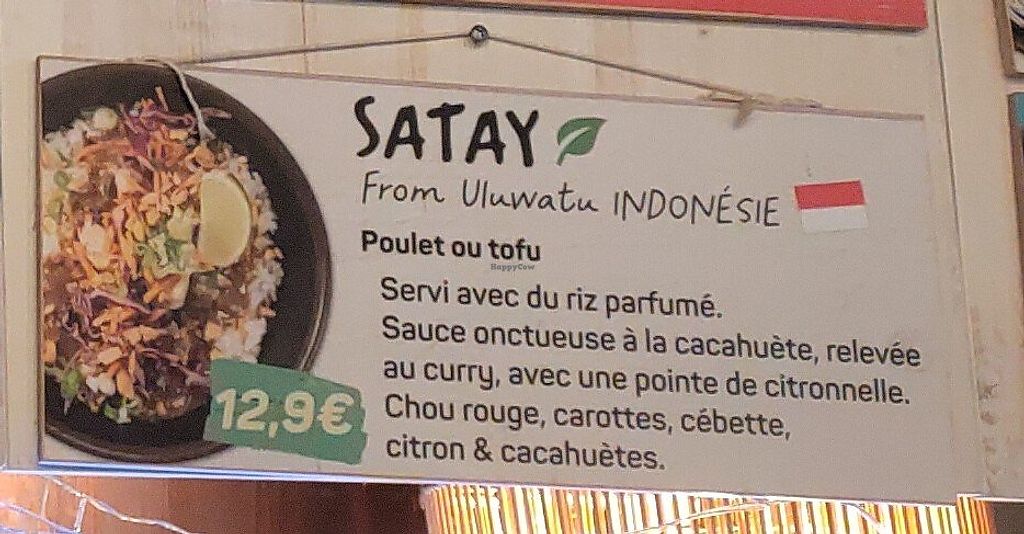 SATAY
From Uluwatu INDONÉSIE
Poulet ou tofu
HappyCow
Servi avec du riz parfumé.
Sauce onctueuse à la cacahuète, relevée
au curry, avec une pointe de citronnelle.
Chou rouge, carottes, cébette,
citron & cacahuètes.
12,9€